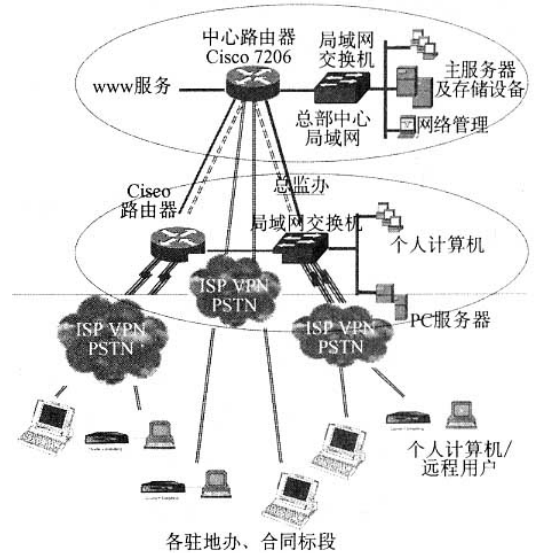 中心路由器
Cisco 7206
局域网
交换机
www服务
主服务器
及存储设备
总部中心
局域网
网络管理
总监办
Cisco
路由器
局域网交换机
个人计算机
ISP VPN
PSTN
ISP VPN
PSTN
ISP VPN
PSTN
PC服务器
个人计算机/
远程用户
各驻地办、合同标段